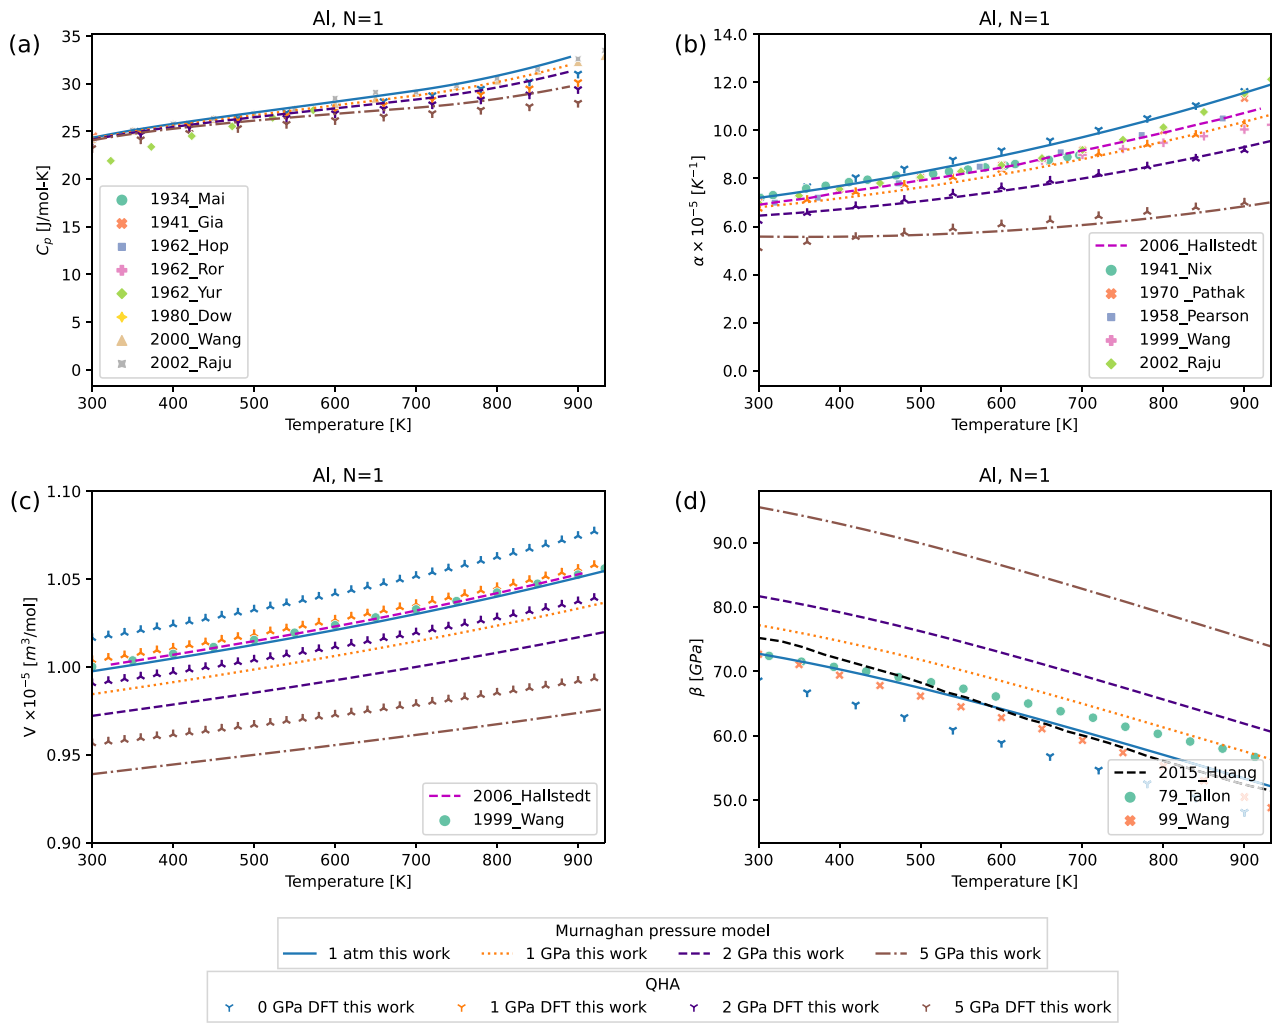 (a)
Al, N=1
35
30
25
20
15
10
5
0
C_p [J/mol-K]
1934_Mai
1941_Gia
1962_Hop
1962_Ror
1962_Yur
1980_Dow
2000_Wang
2002_Raju
300 400 500 600 700 800 900
Temperature [K]
(b)
Al, N=1
14.0
12.0
10.0
8.0
6.0
4.0
2.0
0.0
α × 10⁻⁵ [K⁻¹]
2006_Hallstedt
1941_Nix
1970 _Pathak
1958_Pearson
1999_Wang
2002_Raju
300 400 500 600 700 800 900
Temperature [K]
(c)
Al, N=1
1.10
1.05
1.00
0.95
0.90
V ×10⁻⁵ [m³/mol]
2006_Hallstedt
1999_Wang
300 400 500 600 700 800 900
Temperature [K]
(d)
Al, N=1
90.0
80.0
70.0
60.0
50.0
β [GPa]
2015_Huang
79_Tallon
99_Wang
300 400 500 600 700 800 900
Temperature [K]
Murnaghan pressure model
1 atm this work 1 GPa this work 2 GPa this work 5 GPa this work
QHA
0 GPa DFT this work 1 GPa DFT this work 2 GPa DFT this work 5 GPa DFT this work